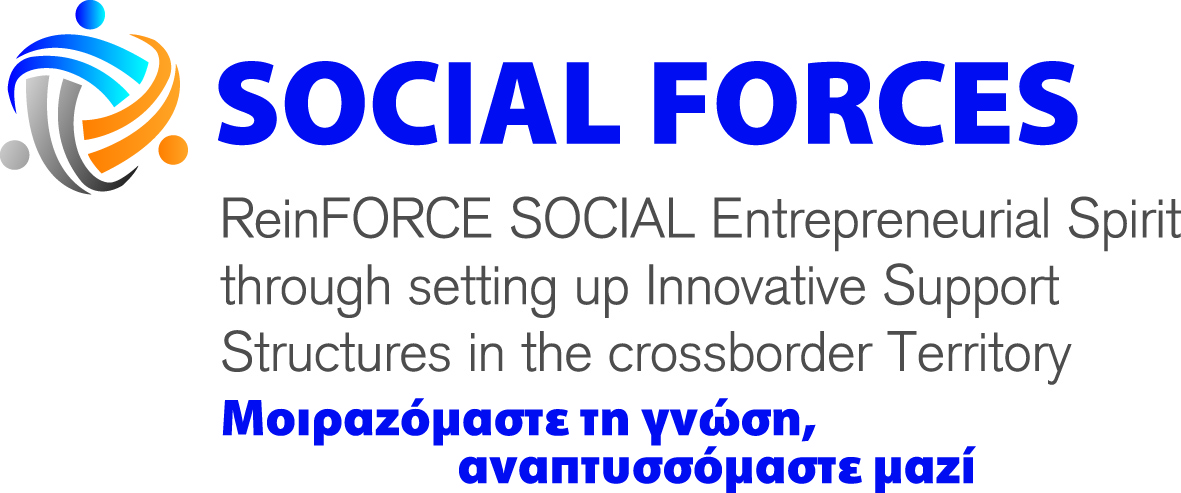 SOCIAL FORCES
ReinFORCE SOCIAL Entrepreneurial Spirit
through setting up Innovative Support
Structures in the crossborder Territory
Μοιραζόμαστε τη γνώση,
αναπτυσσόμαστε μαζί